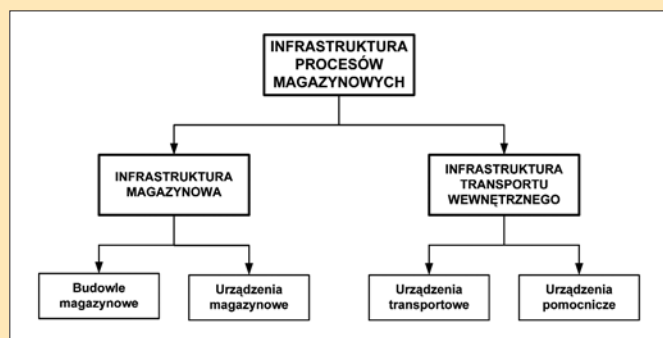 INFRASTRUKTURA
PROCESÓW
MAGAZYNOWYCH
INFRASTRUKTURA
MAGAZYNOWA
INFRASTRUKTURA
TRANSPORTU
WEWNĘTRZNEGO
Budowle
magazynowe
Urządzenia
magazynowe
Urządzenia
transportowe
Urządzenia
pomocnicze